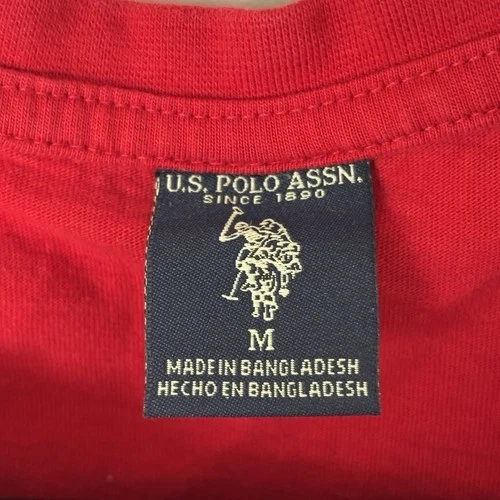 U.S. POLO ASSN.
SINCE 1890
M
MADE IN BANGLADESH
HECHO EN BANGLADESH